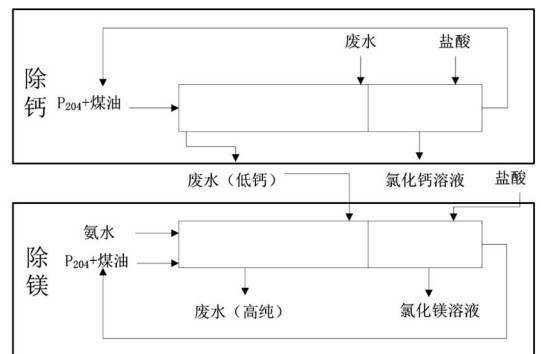 废水
盐酸
除钙
P₂₀₄+煤油
废水（低钙）
氯化钙溶液
盐酸
氨水
除镁
P₂₀₄+煤油
废水（高纯）
氯化镁溶液